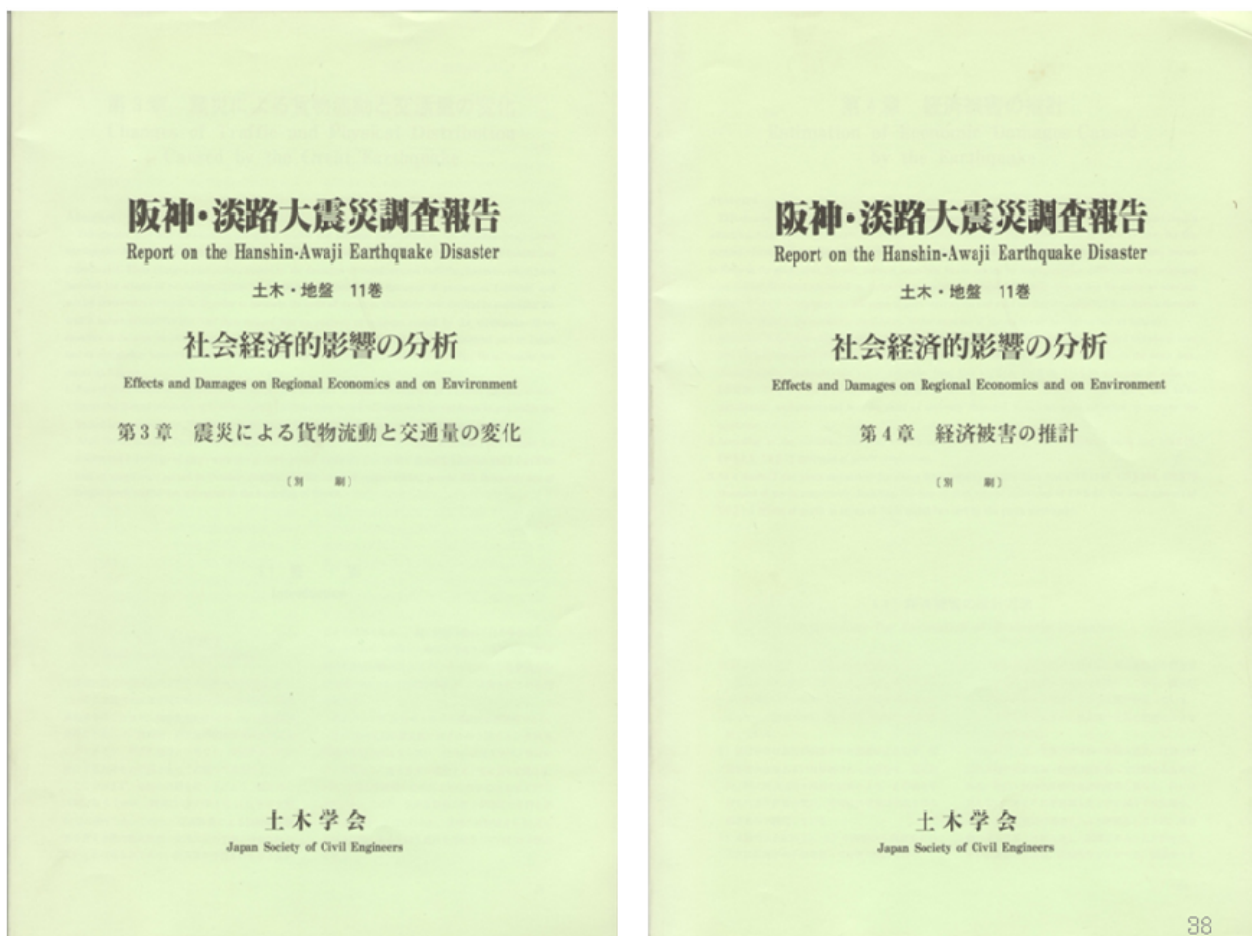 阪神・淡路大震災調査報告
Report on the Hanshin-Awaji Earthquake Disaster
土木・地盤 11巻
社会経済的影響の分析
Effects and Damages on Regional Economics and on Environment
第3章 震災による貨物流動と交通量の変化
〔別 刷〕
土木学会
Japan Society of Civil Engineers
阪神・淡路大震災調査報告
Report on the Hanshin-Awaji Earthquake Disaster
土木・地盤 11巻
社会経済的影響の分析
Effects and Damages on Regional Economics and on Environment
第4章 経済被害の推計
〔別 刷〕
土木学会
Japan Society of Civil Engineers
38